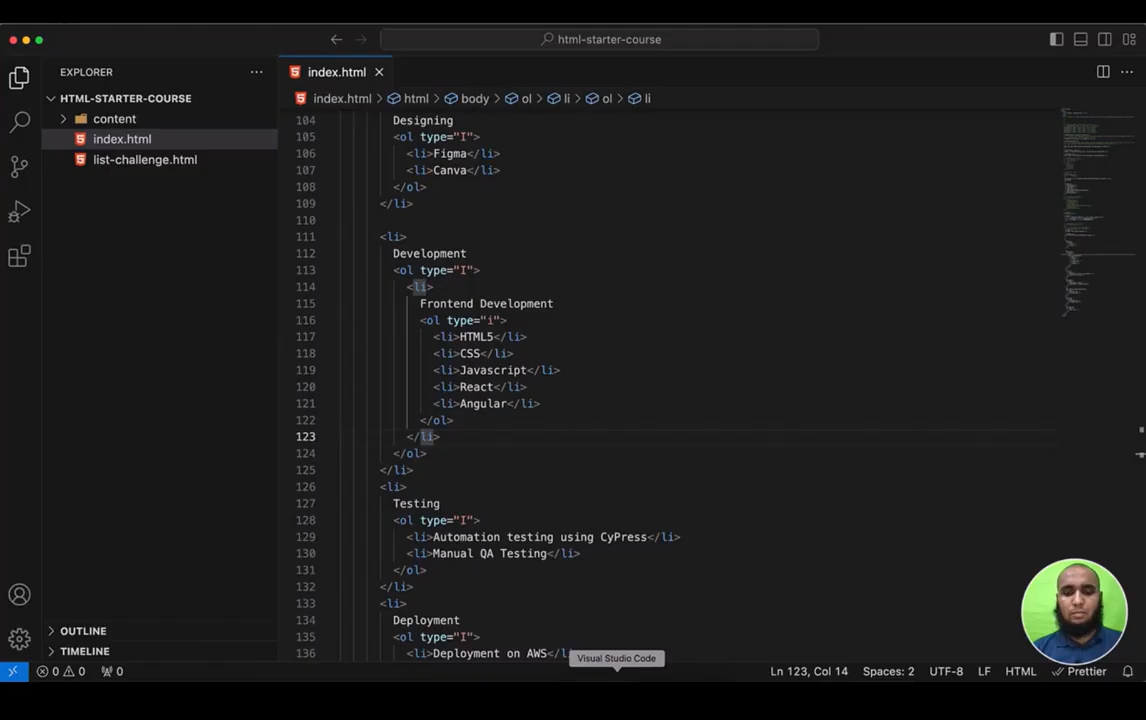 html-starter-course
EXPLORER
index.html
HTML-STARTER-COURSE
index.html > html > body > ol > li > ol > li
content
index.html
list-challenge.html
104 Designing
105 <ol type="I">
106 <li>Figma</li>
107 <li>Canva</li>
108 </ol>
109 </li>
110
111 <li>
112 Development
113 <ol type="I">
114 <li>
115 Frontend Development
116 <ol type="i">
117 <li>HTML5</li>
118 <li>CSS</li>
119 <li>Javascript</li>
120 <li>React</li>
121 <li>Angular</li>
122 </ol>
123 </li>
124 </ol>
125 </li>
126 <li>
127 Testing
128 <ol type="I">
129 <li>Automation testing using CyPress</li>
130 <li>Manual QA Testing</li>
131 </ol>
132 </li>
133 <li>
134 Deployment
135 <ol type="I">
136 <li>Deployment on AWS</li
OUTLINE
TIMELINE
Visual Studio Code
0 0 0
Ln 123, Col 14 Spaces: 2 UTF-8 LF HTML Prettier